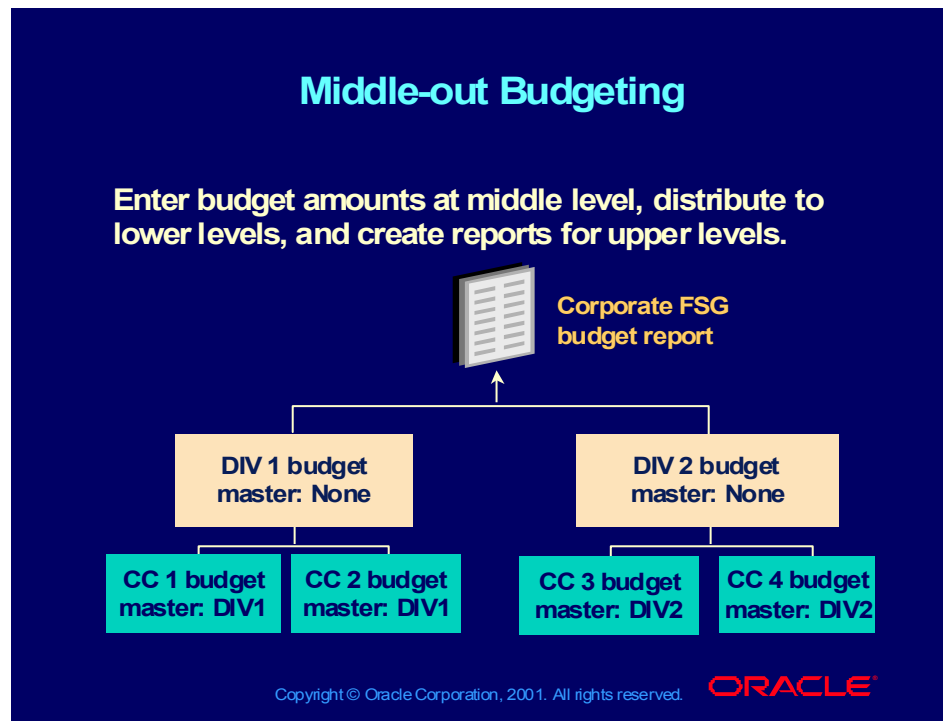 Middle-out Budgeting
Enter budget amounts at middle level, distribute to
lower levels, and create reports for upper levels.
Corporate FSG
budget report
DIV 1 budget
master: None
DIV 2 budget
master: None
CC 1 budget
master: DIV1
CC 2 budget
master: DIV1
CC 3 budget
master: DIV2
CC 4 budget
master: DIV2
Copyright © Oracle Corporation, 2001. All rights reserved.
ORACLE®